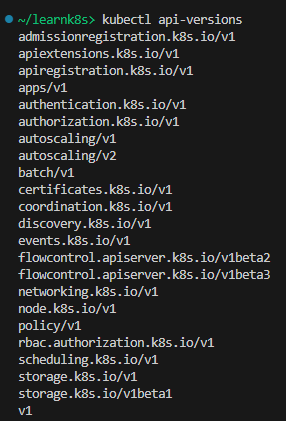 ~/learnk8s> kubectl api-versions
admissionregistration.k8s.io/v1
apiextensions.k8s.io/v1
apiregistration.k8s.io/v1
apps/v1
authentication.k8s.io/v1
authorization.k8s.io/v1
autoscaling/v1
autoscaling/v2
batch/v1
certificates.k8s.io/v1
coordination.k8s.io/v1
discovery.k8s.io/v1
events.k8s.io/v1
flowcontrol.apiserver.k8s.io/v1beta2
flowcontrol.apiserver.k8s.io/v1beta3
networking.k8s.io/v1
node.k8s.io/v1
policy/v1
rbac.authorization.k8s.io/v1
scheduling.k8s.io/v1
storage.k8s.io/v1
storage.k8s.io/v1beta1
v1